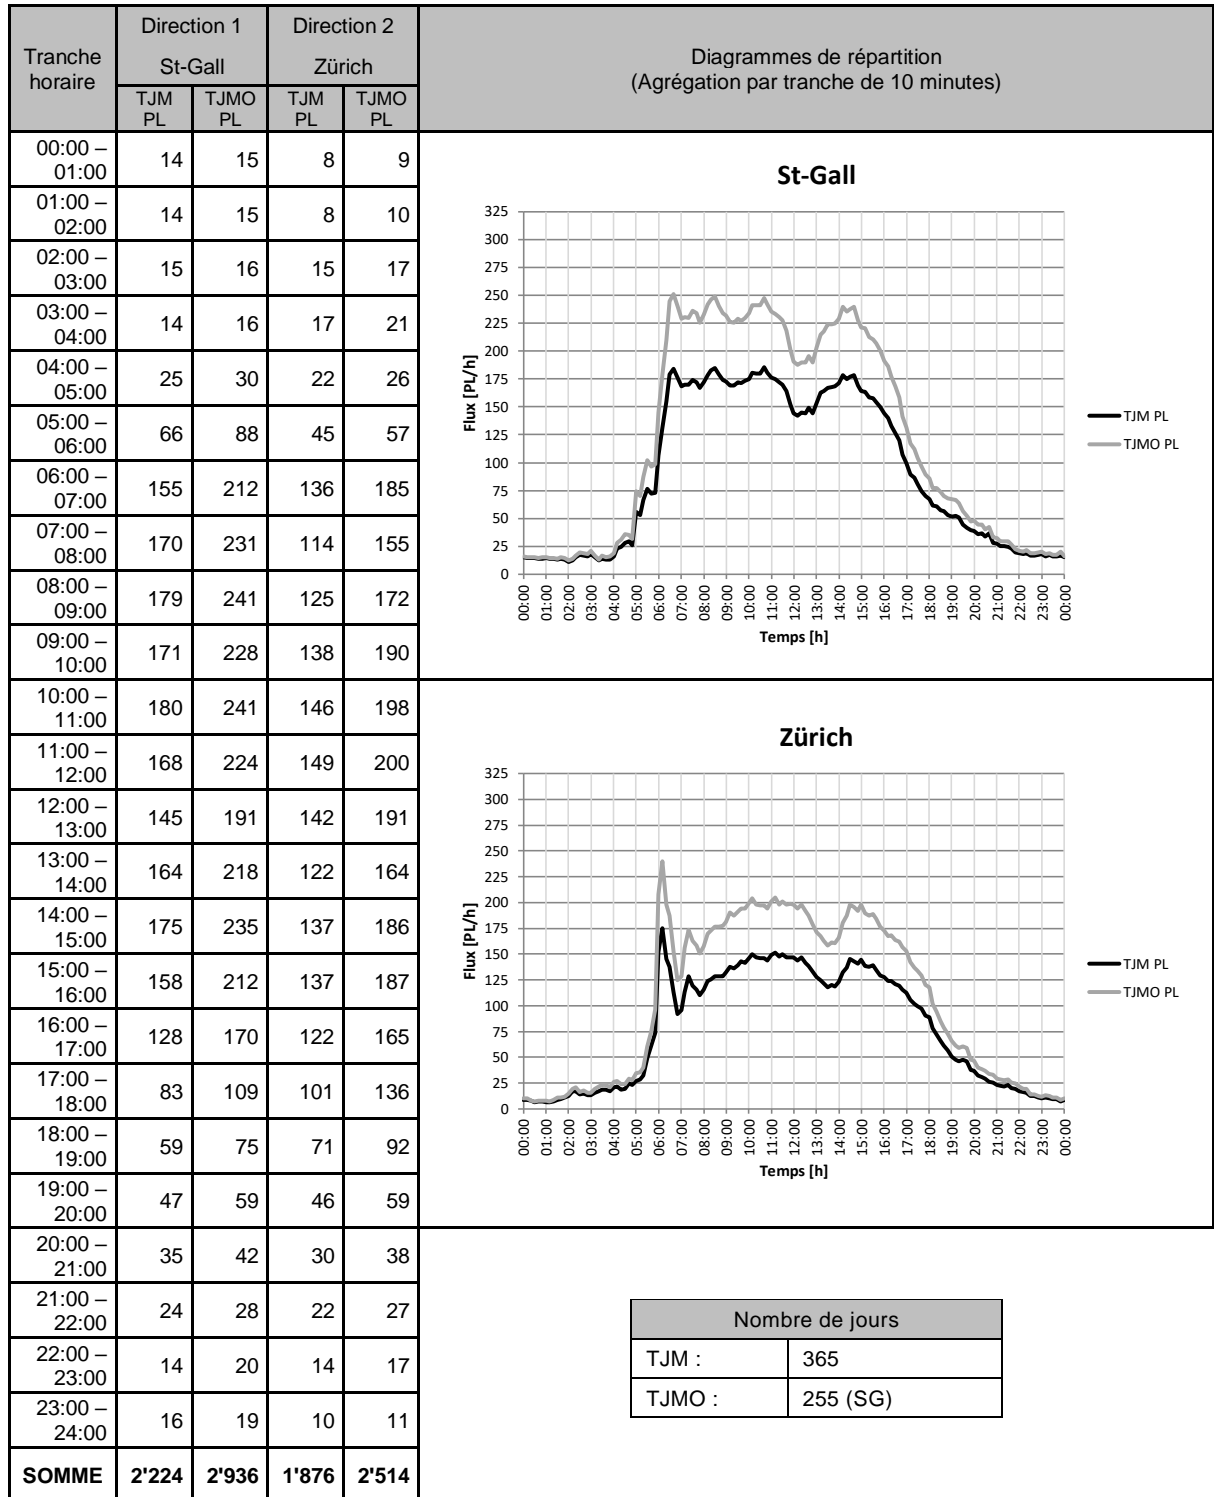 Tranche horaire
Direction 1
St-Gall
Direction 2
Zürich
Diagrammes de répartition
(Agrégation par tranche de 10 minutes)
TJM PL
TJMO PL
TJM PL
TJMO PL
00:00 – 01:00 14 15 8 9
01:00 – 02:00 14 15 8 10
02:00 – 03:00 15 16 15 17
03:00 – 04:00 14 16 17 21
04:00 – 05:00 25 30 22 26
05:00 – 06:00 66 88 45 57
06:00 – 07:00 155 212 136 185
07:00 – 08:00 170 231 114 155
08:00 – 09:00 179 241 125 172
09:00 – 10:00 171 228 138 190
10:00 – 11:00 180 241 146 198
11:00 – 12:00 168 224 149 200
12:00 – 13:00 145 191 142 191
13:00 – 14:00 164 218 122 164
14:00 – 15:00 175 235 137 186
15:00 – 16:00 158 212 137 187
16:00 – 17:00 128 170 122 165
17:00 – 18:00 83 109 101 136
18:00 – 19:00 59 75 71 92
19:00 – 20:00 47 59 46 59
20:00 – 21:00 35 42 30 38
21:00 – 22:00 24 28 22 27
22:00 – 23:00 14 20 14 17
23:00 – 24:00 16 19 10 11
SOMME 2'224 2'936 1'876 2'514
St-Gall
325
300
275
250
225
200
175
150
125
100
75
50
25
0
Flux [PL/h]
00:00 01:00 02:00 03:00 04:00 05:00 06:00 07:00 08:00 09:00 10:00 11:00 12:00 13:00 14:00 15:00 16:00 17:00 18:00 19:00 20:00 21:00 22:00 23:00 00:00
Temps [h]
TJM PL
TJMO PL
Zürich
325
300
275
250
225
200
175
150
125
100
75
50
25
0
Flux [PL/h]
00:00 01:00 02:00 03:00 04:00 05:00 06:00 07:00 08:00 09:00 10:00 11:00 12:00 13:00 14:00 15:00 16:00 17:00 18:00 19:00 20:00 21:00 22:00 23:00 00:00
Temps [h]
TJM PL
TJMO PL
Nombre de jours
TJM : 365
TJMO : 255 (SG)